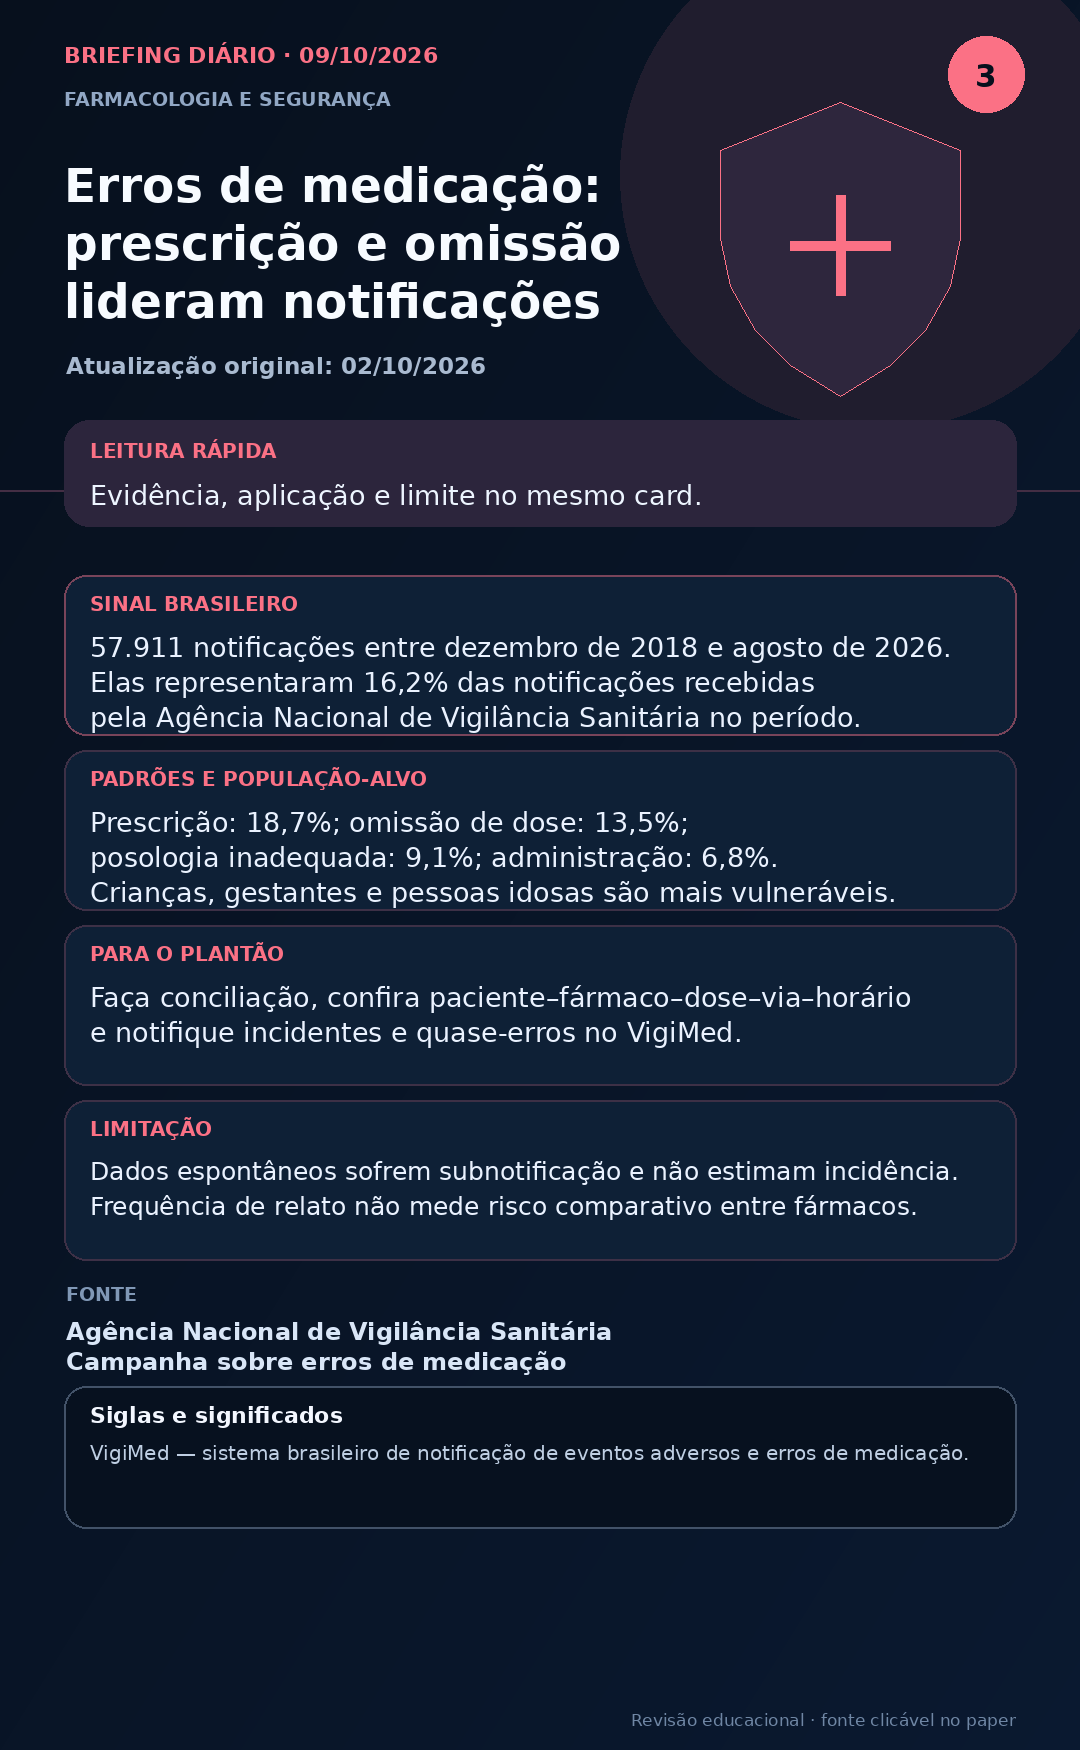 BRIEFING DIÁRIO · 09/10/2026
3
FARMACOLOGIA E SEGURANÇA
Erros de medicação:
prescrição e omissão
lideram notificações
Atualização original: 02/10/2026
LEITURA RÁPIDA
Evidência, aplicação e limite no mesmo card.
SINAL BRASILEIRO
57.911 notificações entre dezembro de 2018 e agosto de 2026.
Elas representaram 16,2% das notificações recebidas
pela Agência Nacional de Vigilância Sanitária no período.
PADRÕES E POPULAÇÃO-ALVO
Prescrição: 18,7%; omissão de dose: 13,5%;
posologia inadequada: 9,1%; administração: 6,8%.
Crianças, gestantes e pessoas idosas são mais vulneráveis.
PARA O PLANTÃO
Faça conciliação, confira paciente–fármaco–dose–via–horário
e notifique incidentes e quase-erros no VigiMed.
LIMITAÇÃO
Dados espontâneos sofrem subnotificação e não estimam incidência.
Frequência de relato não mede risco comparativo entre fármacos.
FONTE
Agência Nacional de Vigilância Sanitária
Campanha sobre erros de medicação
Siglas e significados
VigiMed — sistema brasileiro de notificação de eventos adversos e erros de medicação.
Revisão educacional · fonte clicável no paper